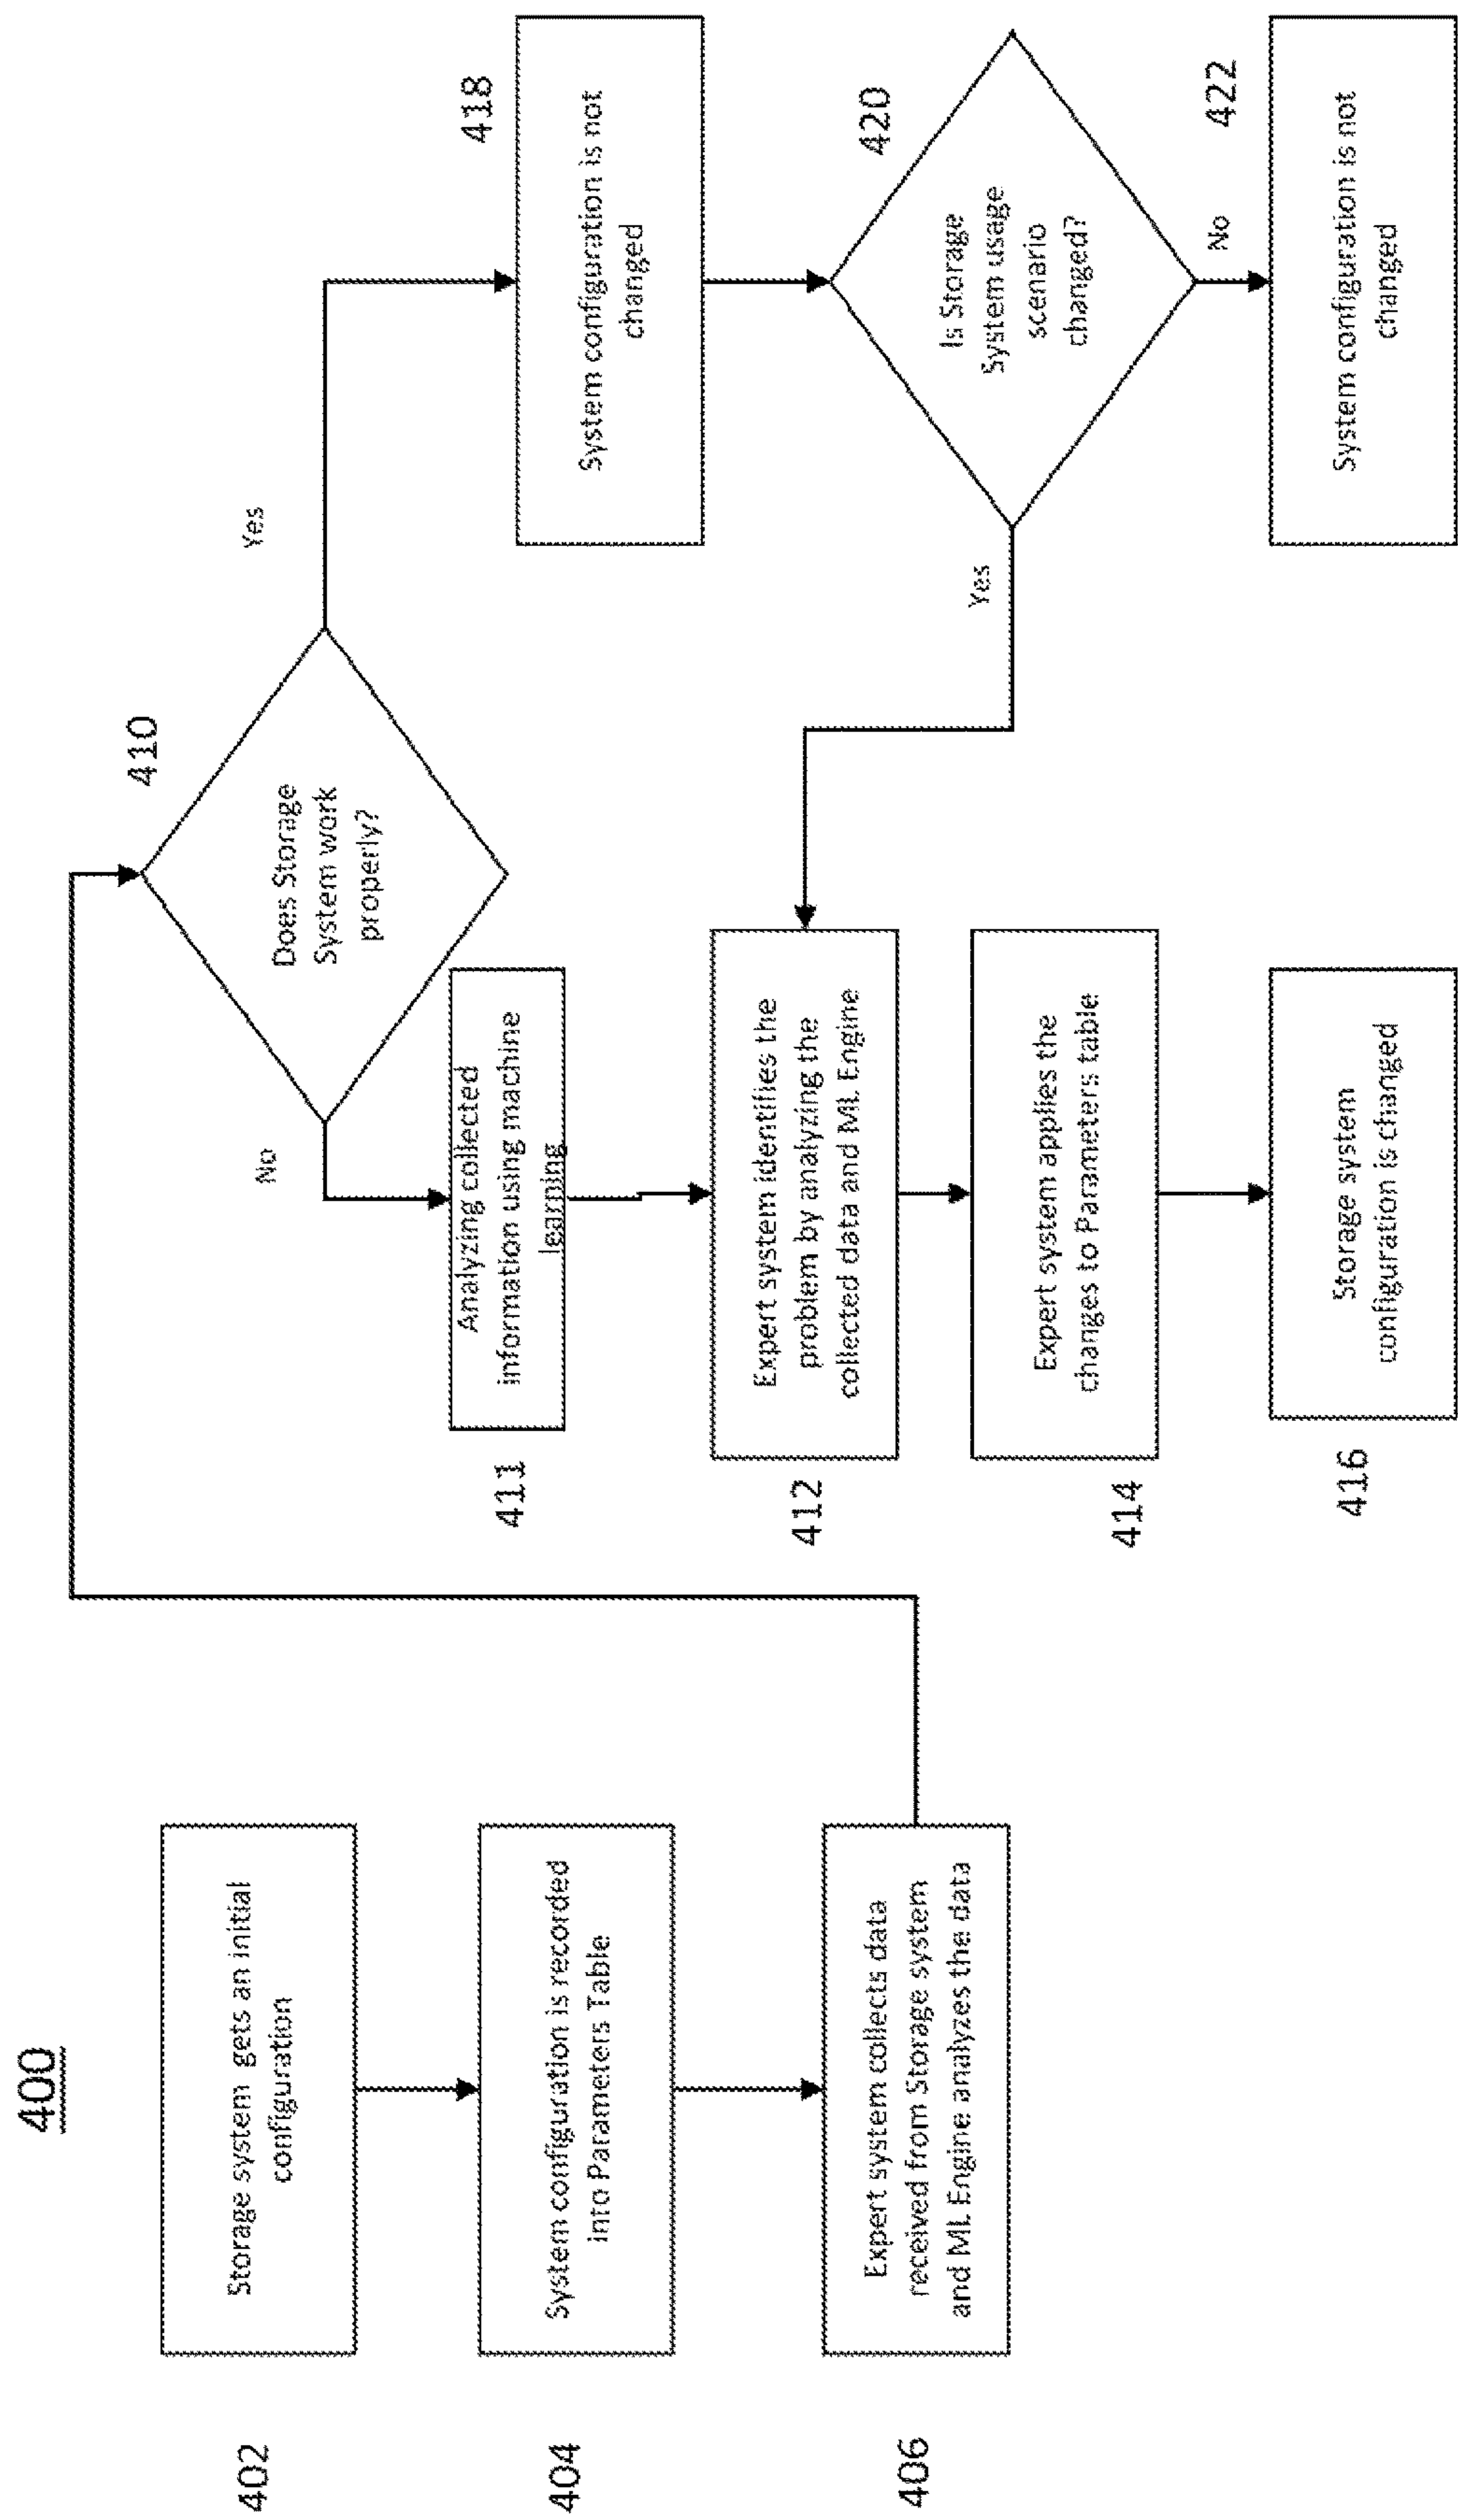 400
402
Storage system gets an initial
configuration
404
System configuration is recorded
into Parameters Table
406
Expert system collects data
received from Storage system
and ML Engine analyzes the data
410
Does Storage
System work
properly?
No
Yes
411
Analyzing collected
information using machine
learning
412
Expert system identifies the
problem by analyzing the
collected data and ML Engine
414
Expert system applies the
changes to Parameters table
416
Storage system
configuration is changed
418
System configuration is not
changed
420
Is Storage
System usage
scenario
changed?
Yes
No
422
System configuration is not
changed